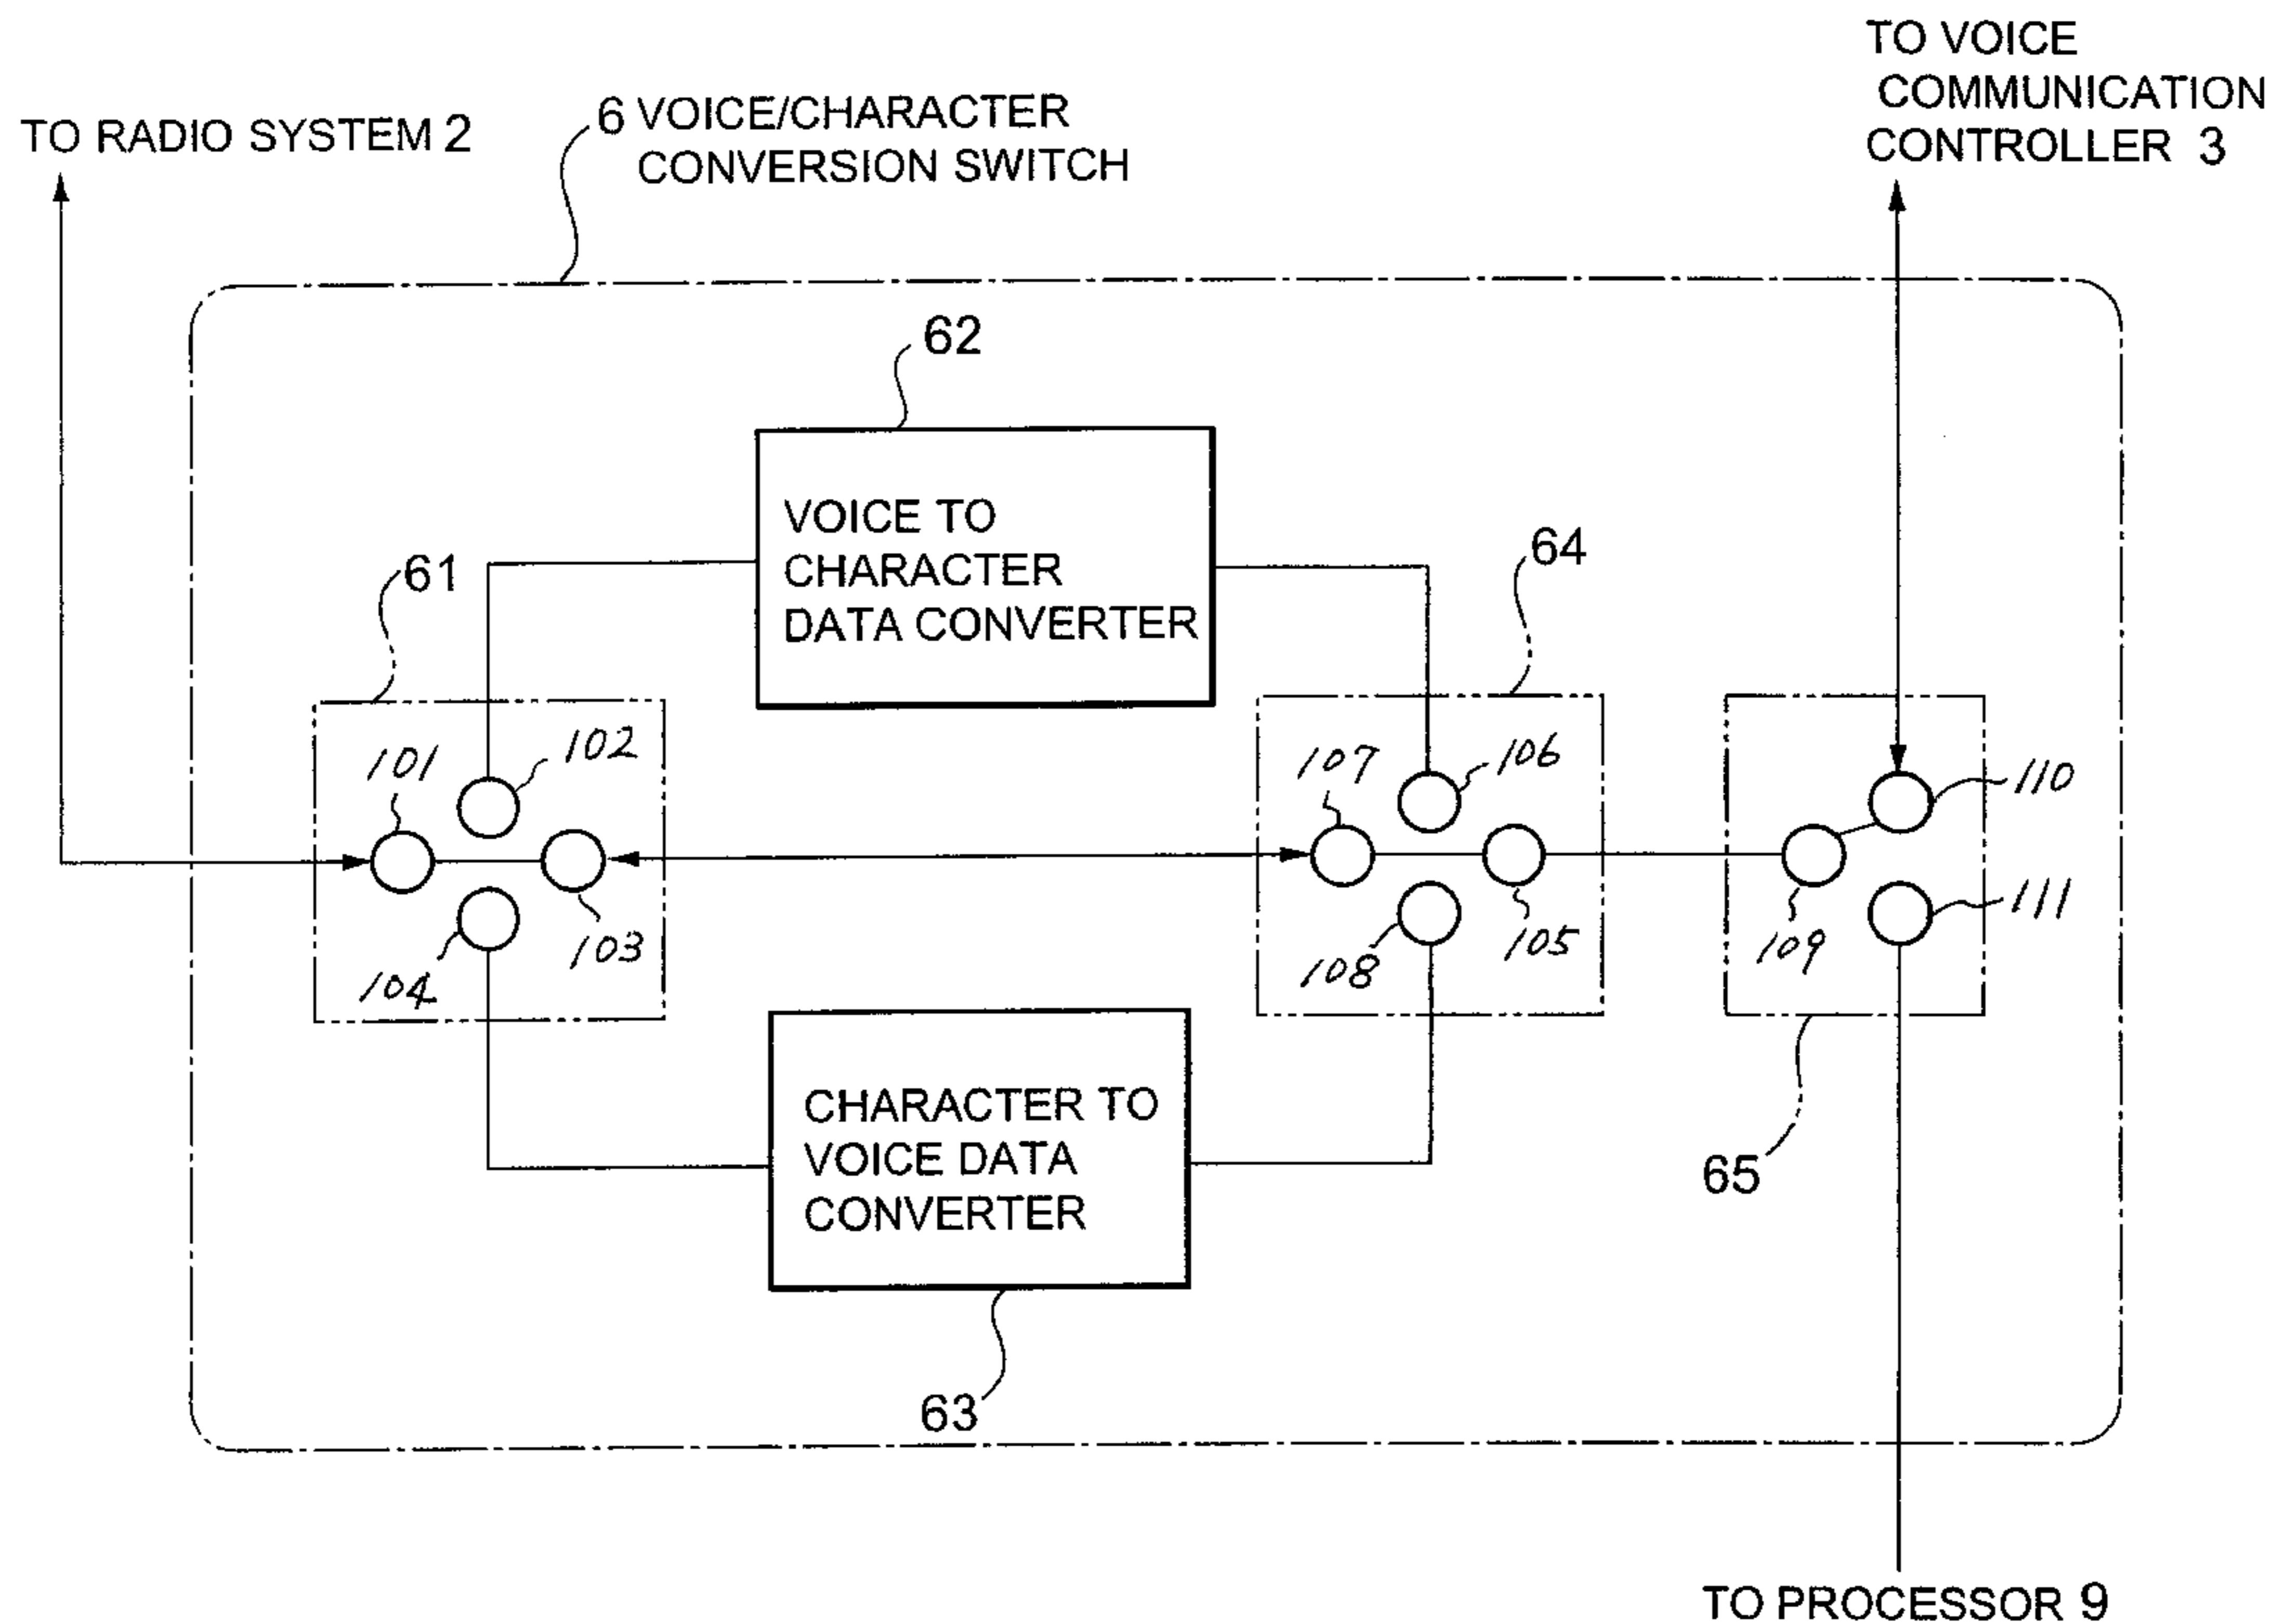 TO VOICE
COMMUNICATION
CONTROLLER 3
6 VOICE/CHARACTER
CONVERSION SWITCH
TO RADIO SYSTEM 2
62
VOICE TO
CHARACTER
DATA CONVERTER
61
64
101
102
103
104
107
106
105
108
110
109
111
CHARACTER TO
VOICE DATA
CONVERTER
65
63
TO PROCESSOR 9